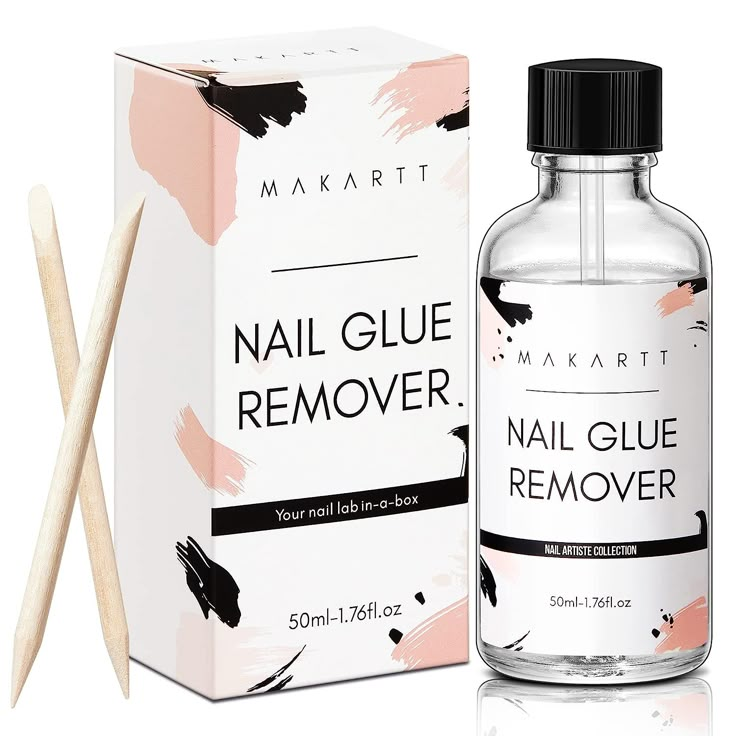 MAKARTT
MAKARTT
NAIL GLUE
REMOVER.
Your nail lab in-a-box
50ml-1.76fl.oz
MAKARTT
NAIL GLUE
REMOVER
NAIL ARTISTE COLLECTION
50ml-1.76fl.oz